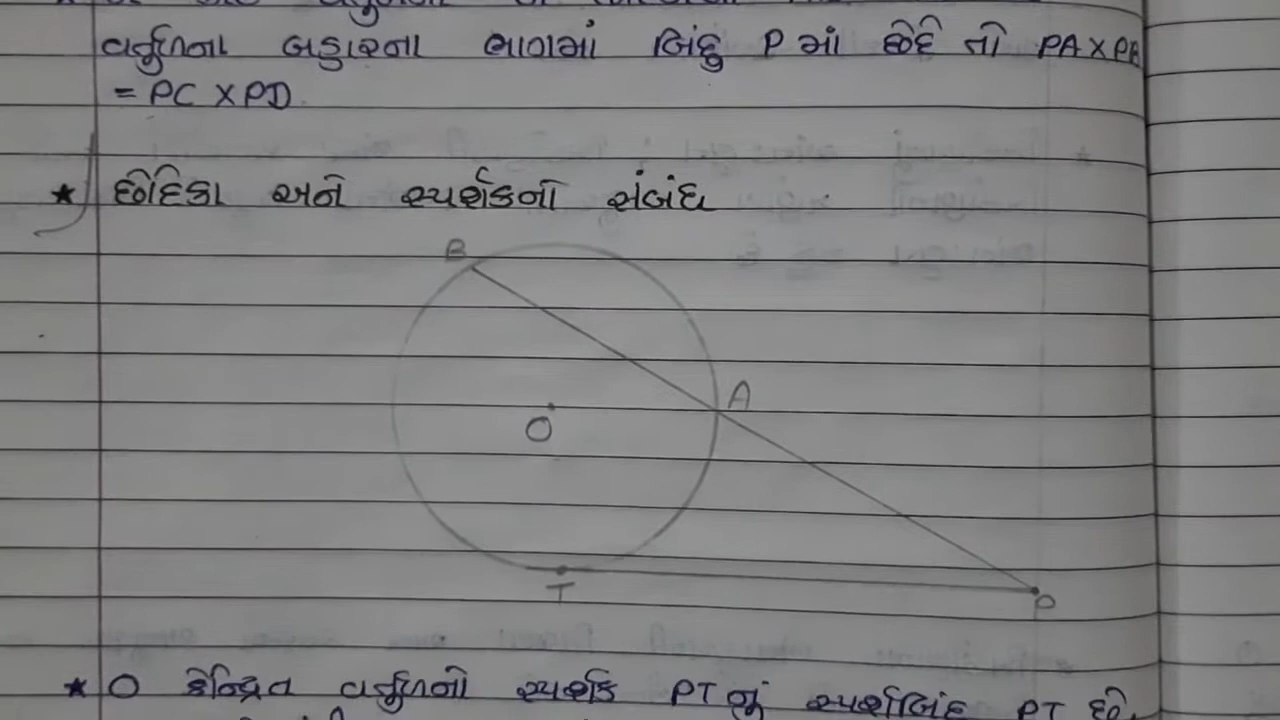 વર્તુળના બહારના ભાગમાં બિંદુ P માં છેદે તો PA X PB
= PC X PD
★ છેદિકા અને સ્પર્શકનો સંબંધ
B
A
O
T
P
★ O કેન્દ્રિત વર્તુળનો સ્પર્શક PT નું સ્પર્શબિંદુ PT છે.